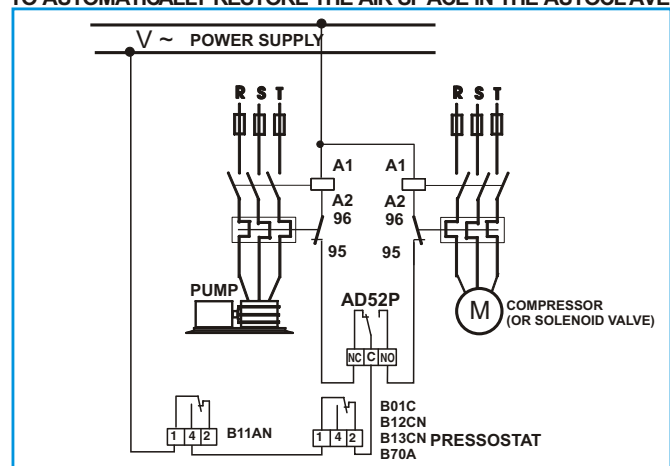 TO AUTOMATICALLY RESTORE THE AIR SPACE IN THE AUTOCLAVE
V ~ POWER SUPPLY
R S T
R S T
A1
A1
A2
A2
96
96
95
95
PUMP
AD52P
M
COMPRESSOR
(OR SOLENOID VALVE)
NC C NO
B01C
B12CN
B13CN
B70A
PRESSOSTAT
1 4 2
B11AN
1 4 2